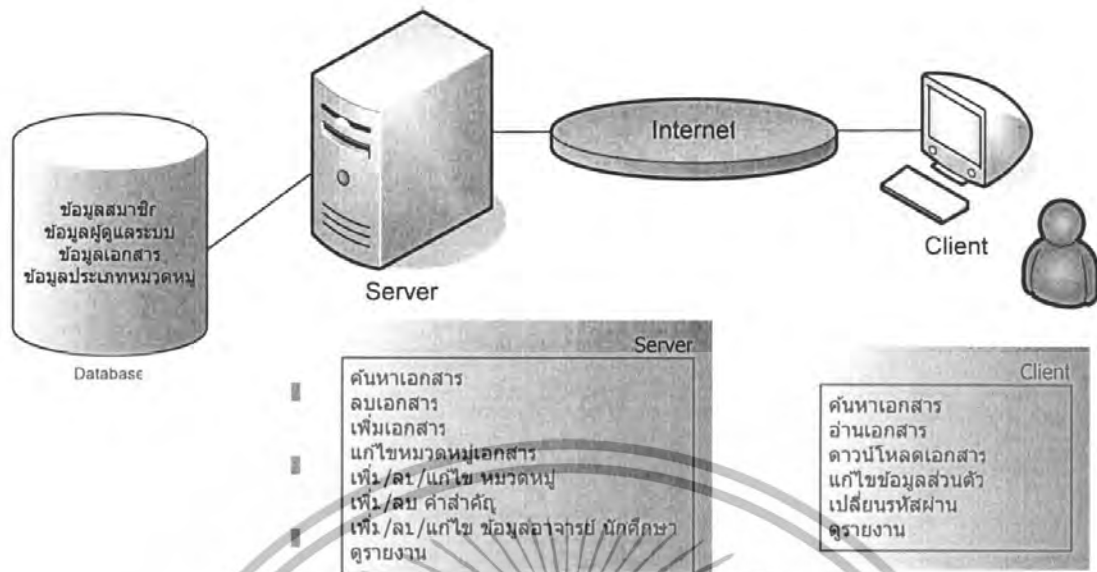 Internet
ข้อมูลสมาชิก
ข้อมูลผู้ดูแลระบบ
ข้อมูลเอกสาร
ข้อมูลประเภทหมวดหมู่
Database
Server
Client
Server
ค้นหาเอกสาร
ลบเอกสาร
เพิ่มเอกสาร
แก้ไขหมวดหมู่เอกสาร
เพิ่ม/ลบ/แก้ไข หมวดหมู่
เพิ่ม/ลบ คำสำคัญ
เพิ่ม/ลบ/แก้ไข ข้อมูลอาจารย์ นักศึกษา
ดูรายงาน
Client
ค้นหาเอกสาร
อ่านเอกสาร
ดาวน์โหลดเอกสาร
แก้ไขข้อมูลส่วนตัว
เปลี่ยนรหัสผ่าน
ดูรายงาน